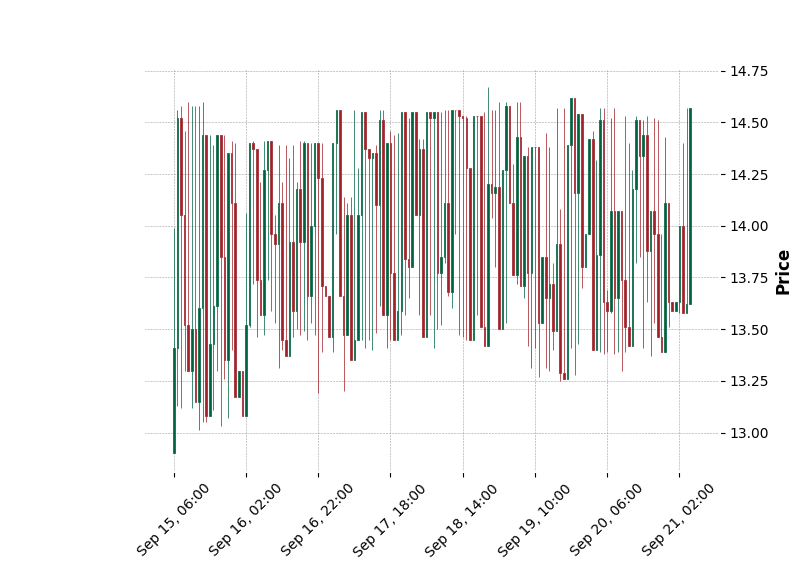 14.75
14.50
14.25
14.00
13.75
13.50
13.25
13.00
Price
Sep 15, 06:00
Sep 16, 02:00
Sep 16, 22:00
Sep 17, 18:00
Sep 18, 14:00
Sep 19, 10:00
Sep 20, 06:00
Sep 21, 02:00